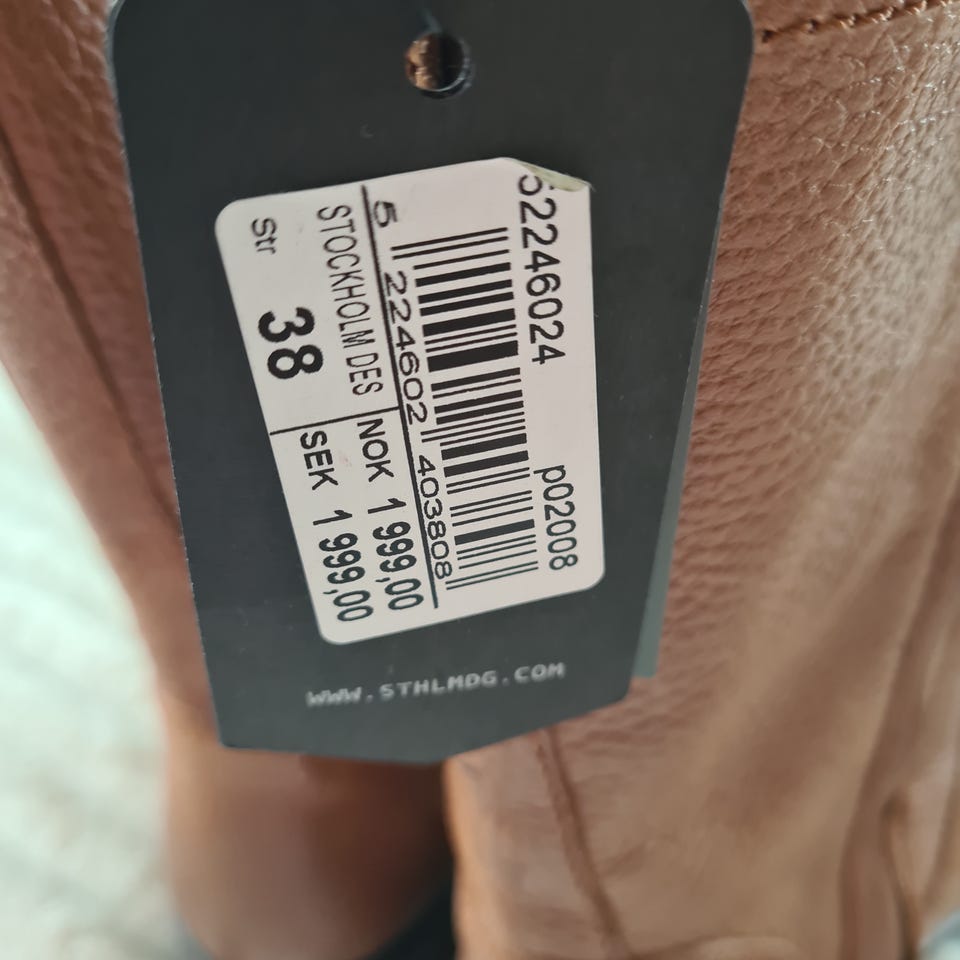 52246024 p02008
5 224602 403808
STOCKHOLM DES
Str 38
NOK 1 999,00
SEK 1 999,00
WWW.STHLMDG.COM